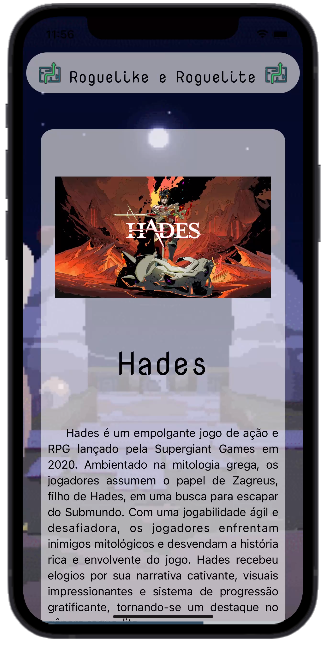 11:56
Roguelike e Roguelite
HADES
Hades
Hades é um empolgante jogo de ação e
RPG lançado pela Supergiant Games em
2020. Ambientado na mitologia grega, os
jogadores assumem o papel de Zagreus,
filho de Hades, em uma busca para escapar
do Submundo. Com uma jogabilidade ágil e
desafiadora, os jogadores enfrentam
inimigos mitológicos e desvendam a história
rica e envolvente do jogo. Hades recebeu
elogios por sua narrativa cativante, visuais
impressionantes e sistema de progressão
gratificante, tornando-se um destaque no